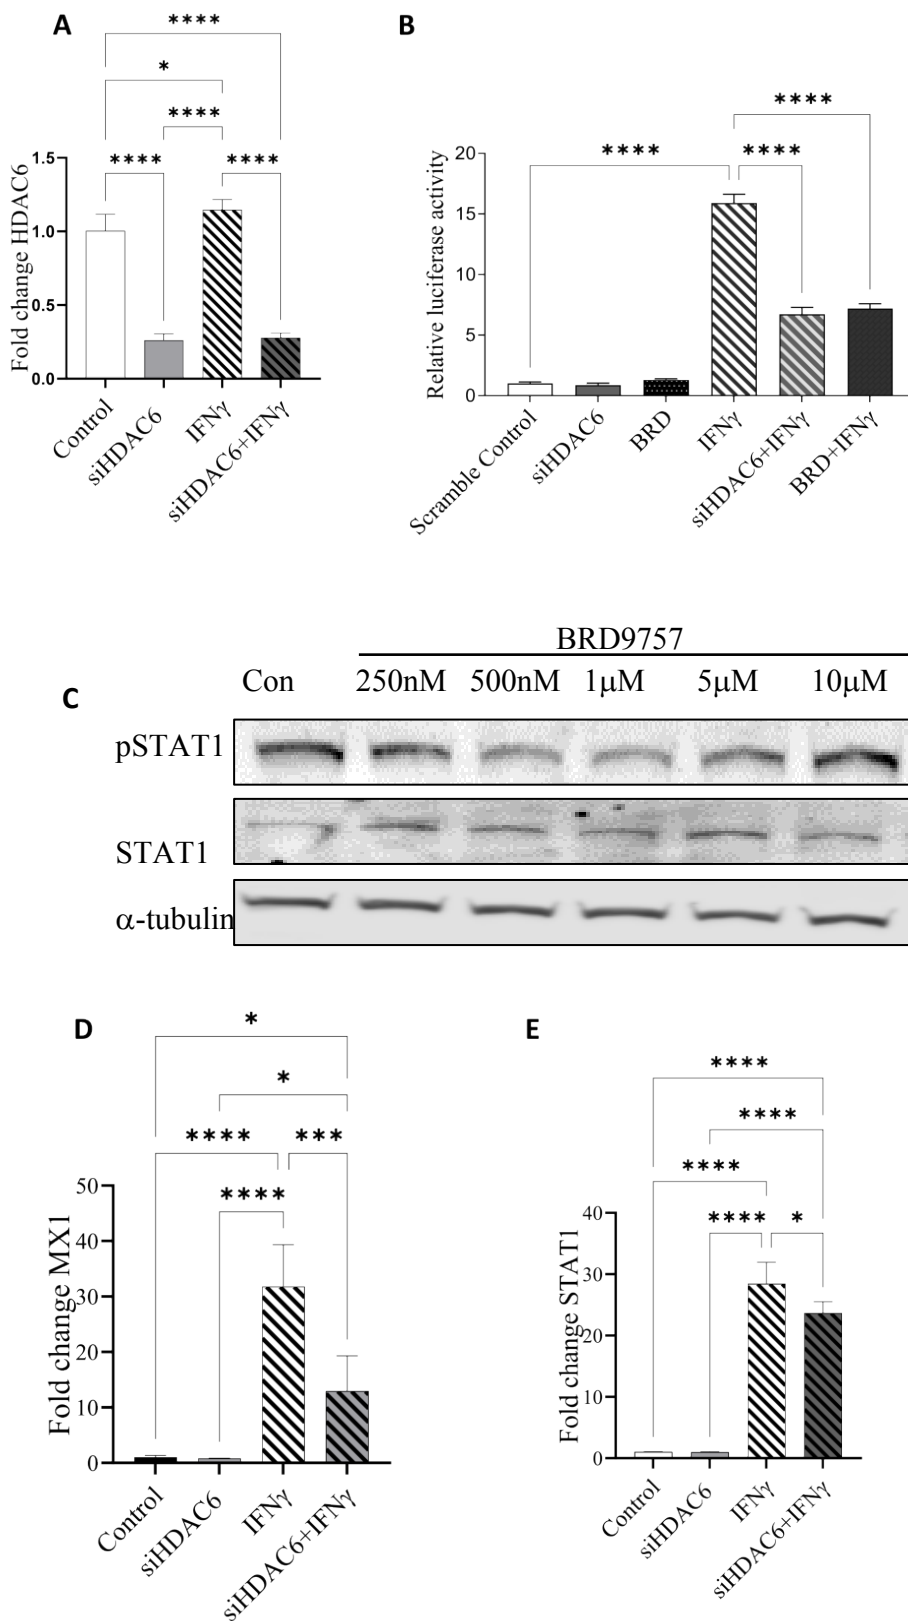 A
****
*
****
**** ****
Fold change HDAC6
1.5
1.0
0.5
0.0
Control
siHDAC6
IFNγ
siHDAC6+IFNγ
B
****
**** ****
Relative luciferase activity
20
15
10
5
0
Scramble Control
siHDAC6
BRD
IFNγ
siHDAC6+IFNγ
BRD+IFNγ
C
BRD9757
Con 250nM 500nM 1μM 5μM 10μM
pSTAT1
STAT1
α-tubulin
D
*
*
**** ***
****
Fold change MX1
50
40
30
20
10
0
Control
siHDAC6
IFNγ
siHDAC6+IFNγ
E
****
****
****
**** *
Fold change STAT1
40
30
20
10
0
Control
siHDAC6
IFNγ
siHDAC6+IFNγ